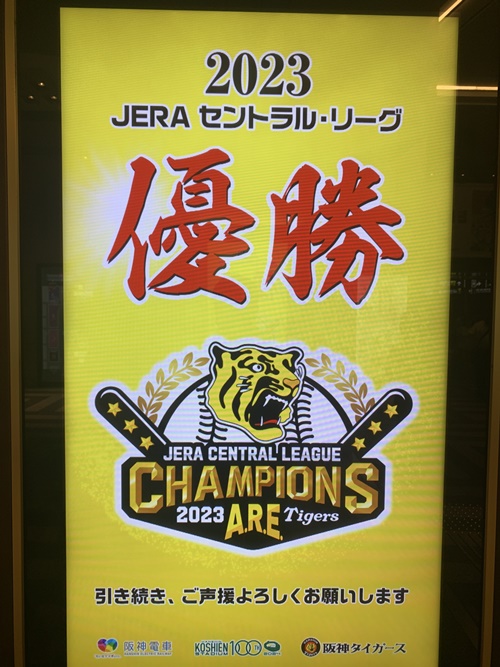 2023
JERA セントラル・リーグ
優勝
JERA CENTRAL LEAGUE
CHAMPIONS
2023 A.R.E. Tigers
引き続き、ご声援よろしくお願いします
阪神電車 KOSHIEN 100TH 阪神タイガース
STADIUM